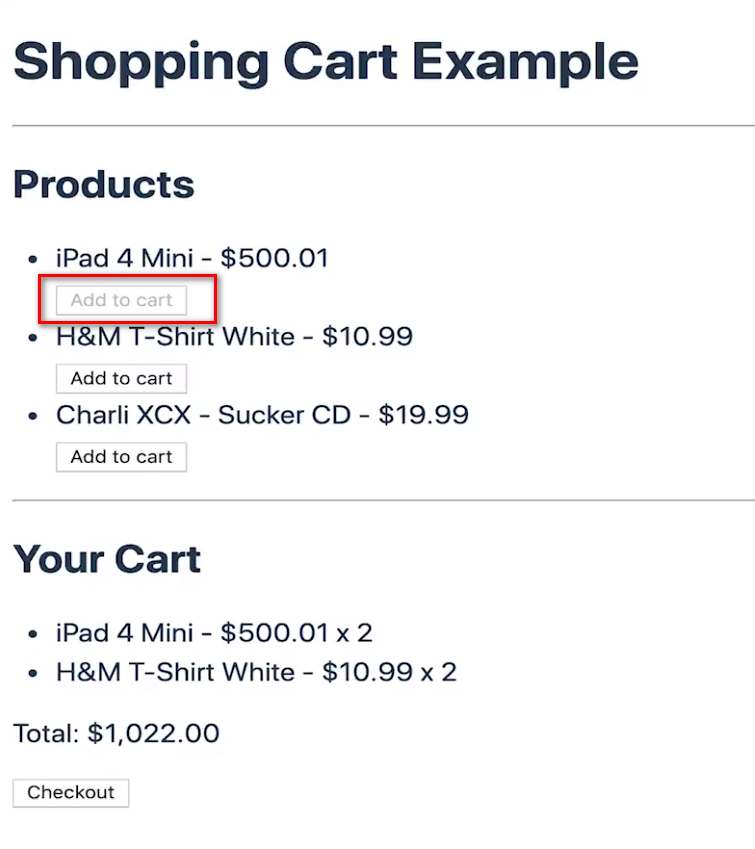 Shopping Cart Example
Products
iPad 4 Mini - $500.01
Add to cart
H&M T-Shirt White - $10.99
Add to cart
Charli XCX - Sucker CD - $19.99
Add to cart
Your Cart
iPad 4 Mini - $500.01 x 2
H&M T-Shirt White - $10.99 x 2
Total: $1,022.00
Checkout